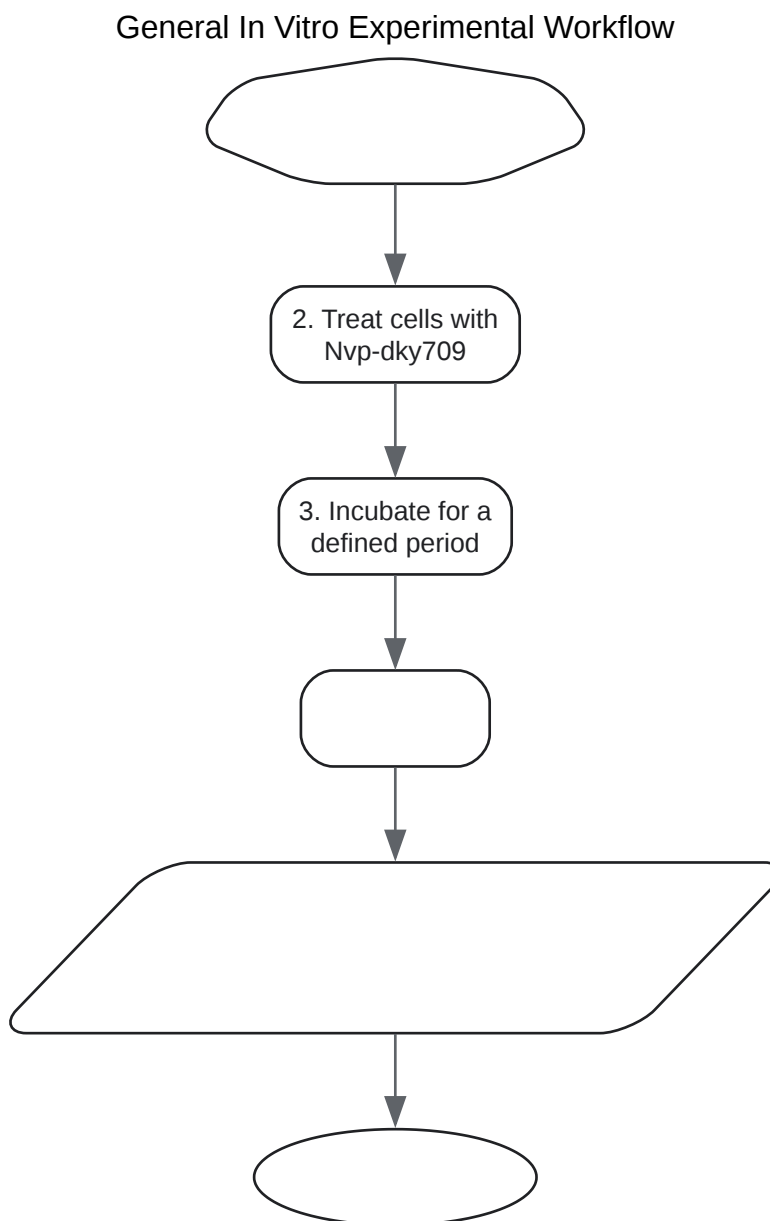 General In Vitro Experimental Workflow
2. Treat cells with
Nvp-dky709
3. Incubate for a
defined period